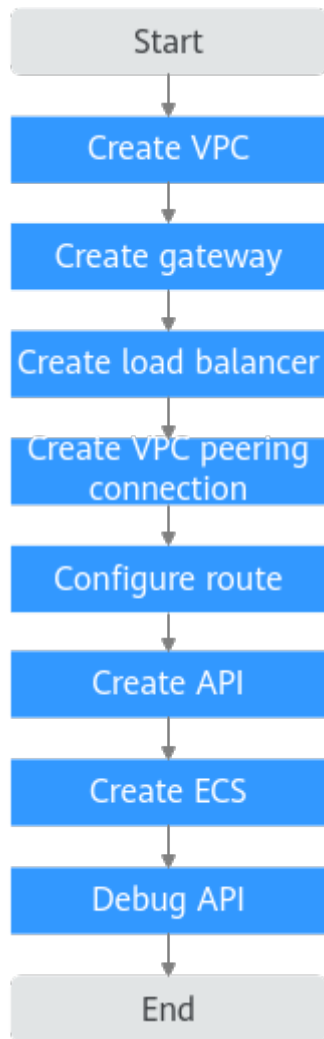 Start
Create VPC
Create gateway
Create load balancer
Create VPC peering
connection
Configure route
Create API
Create ECS
Debug API
End